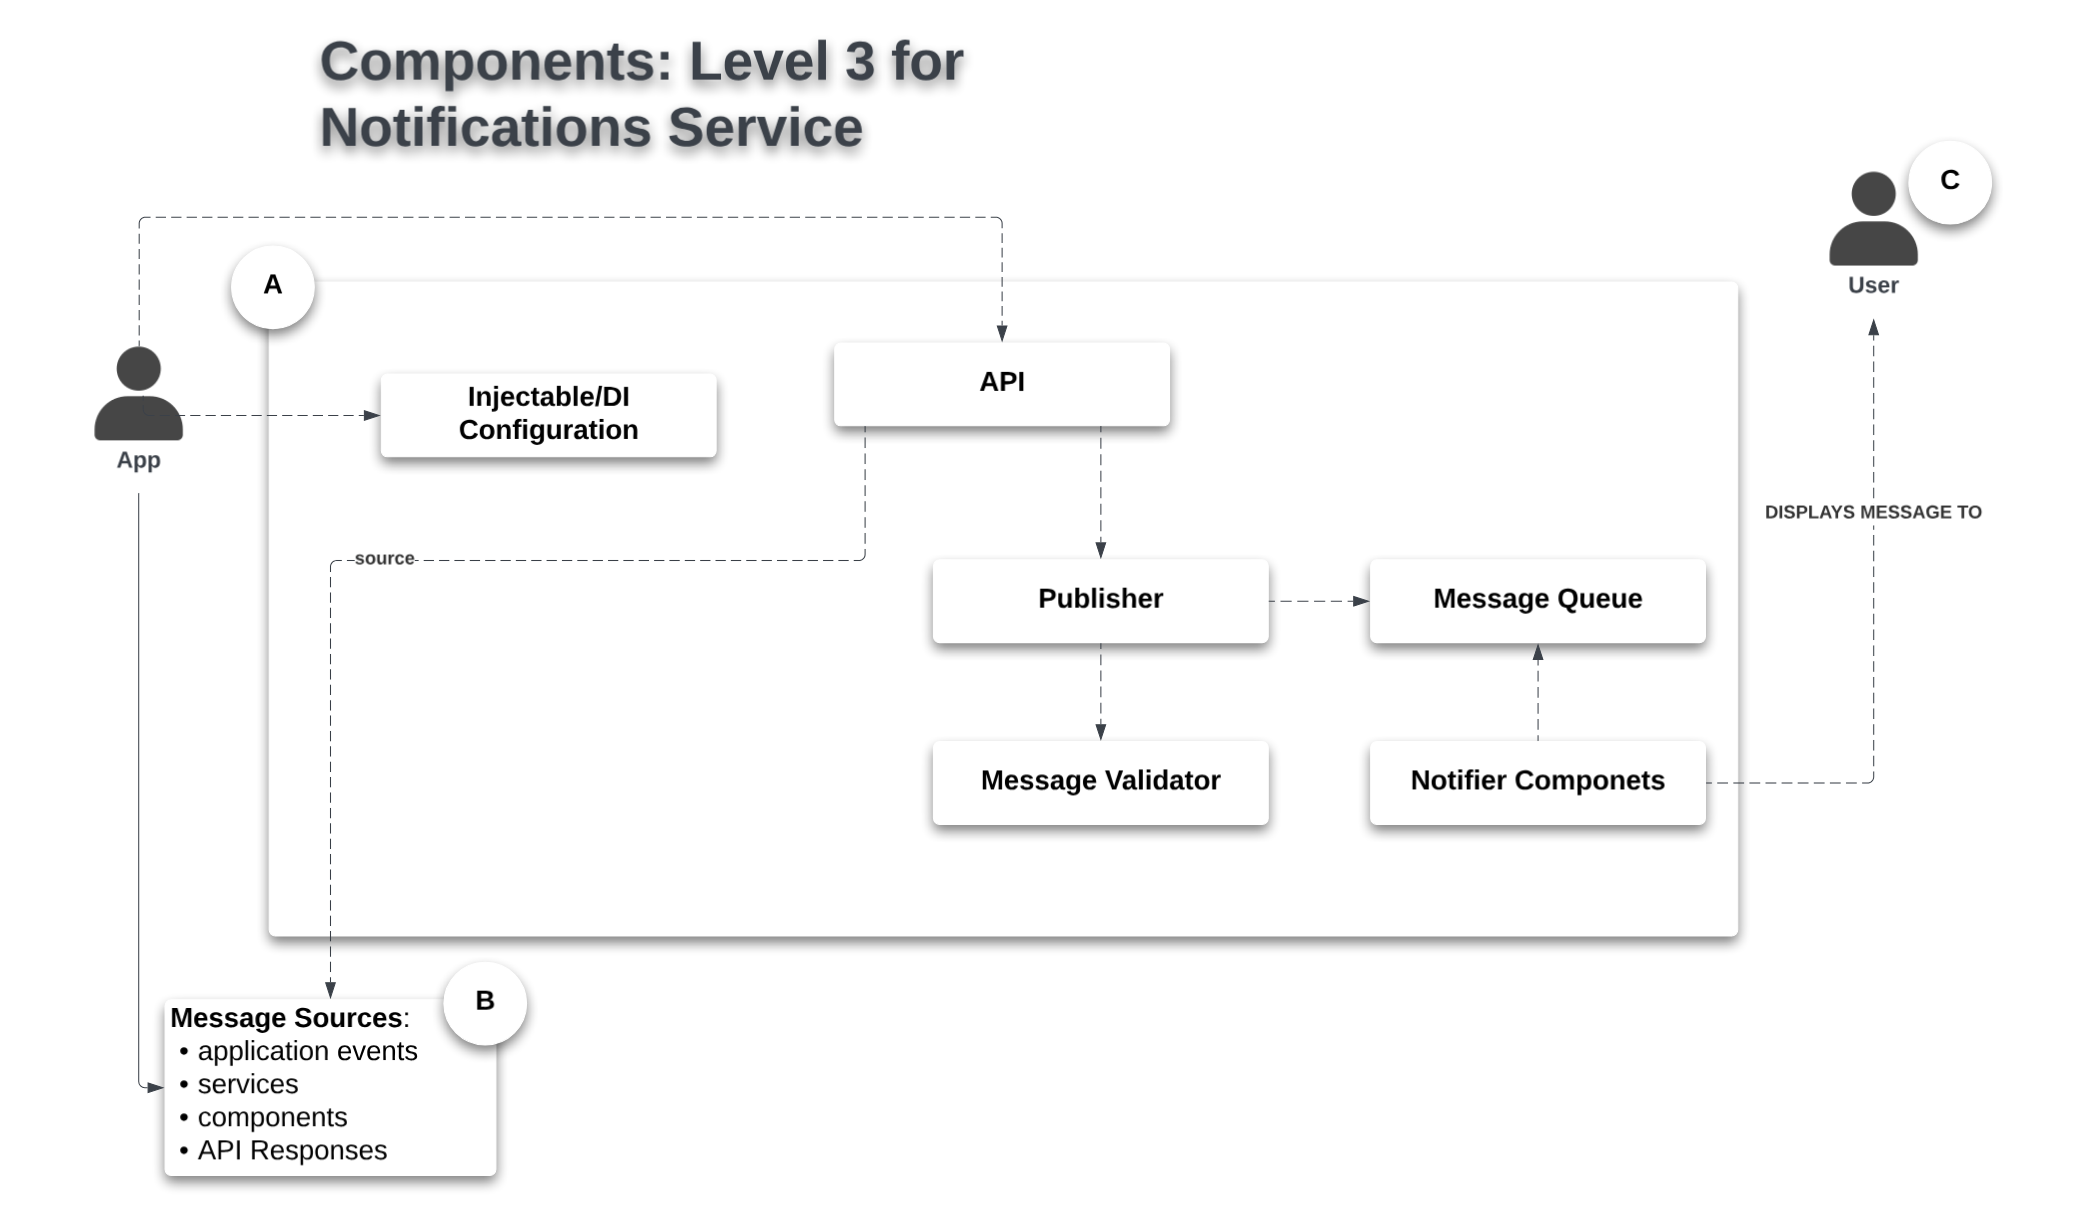 Components: Level 3 for
Notifications Service
C
User
A
API
Injectable/DI
Configuration
App
DISPLAYS MESSAGE TO
source
Publisher
Message Queue
Message Validator
Notifier Componets
B
Message Sources:
• application events
• services
• components
• API Responses